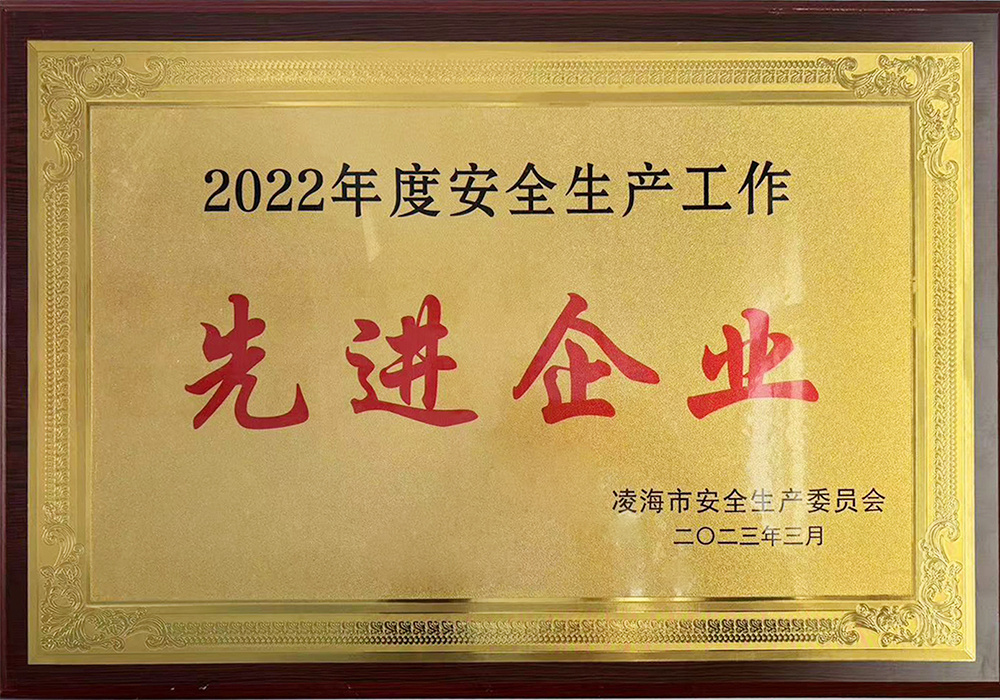 2022年度安全生产工作
先进企业
凌海市安全生产委员会
二〇二三年三月